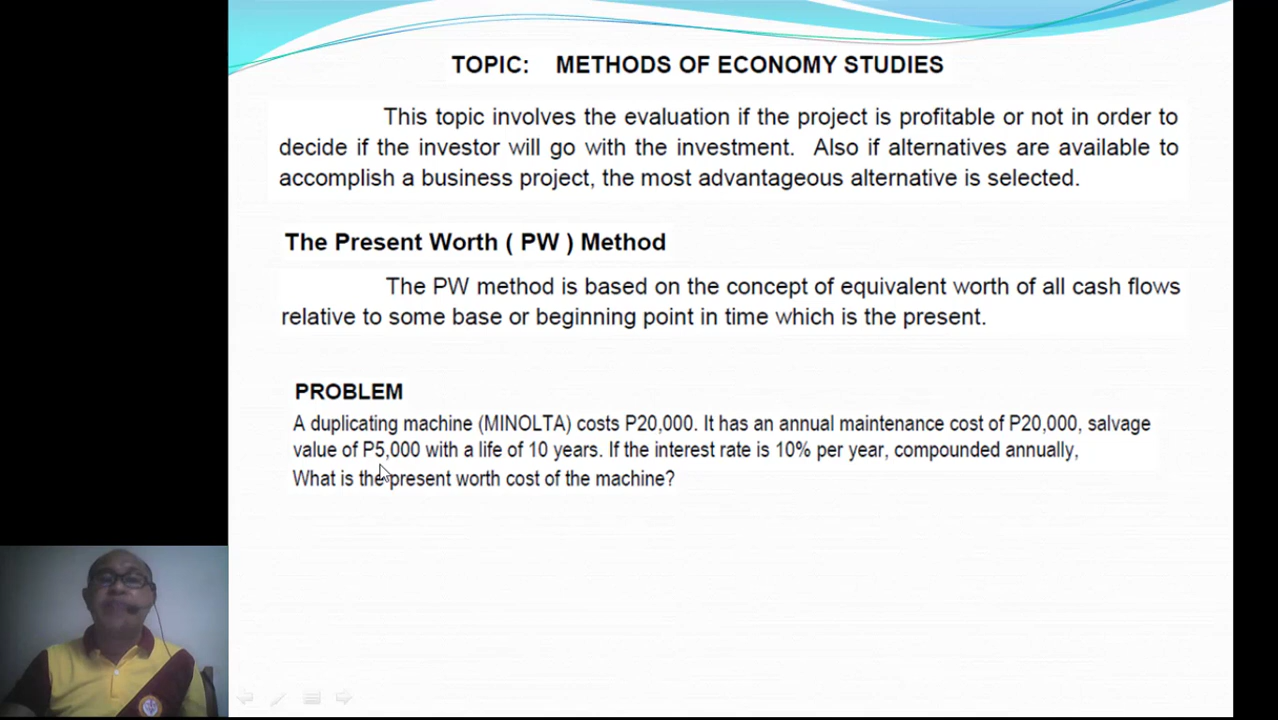 TOPIC: METHODS OF ECONOMY STUDIES
This topic involves the evaluation if the project is profitable or not in order to
decide if the investor will go with the investment. Also if alternatives are available to
accomplish a business project, the most advantageous alternative is selected.
The Present Worth ( PW ) Method
The PW method is based on the concept of equivalent worth of all cash flows
relative to some base or beginning point in time which is the present.
PROBLEM
A duplicating machine (MINOLTA) costs P20,000. It has an annual maintenance cost of P20,000, salvage
value of P5,000 with a life of 10 years. If the interest rate is 10% per year, compounded annually,
What is the present worth cost of the machine?